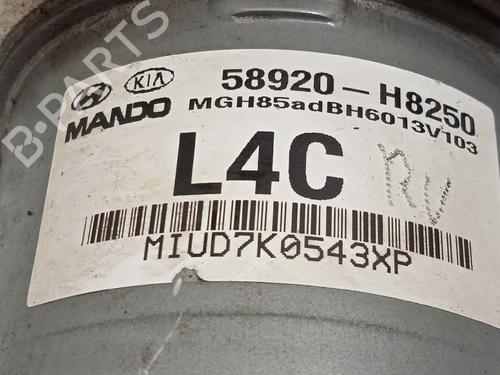 B-PARTS
KIA
58920-H8250
MANDO
MGH85adBH6013V103
L4C
MIUD7K0543XP